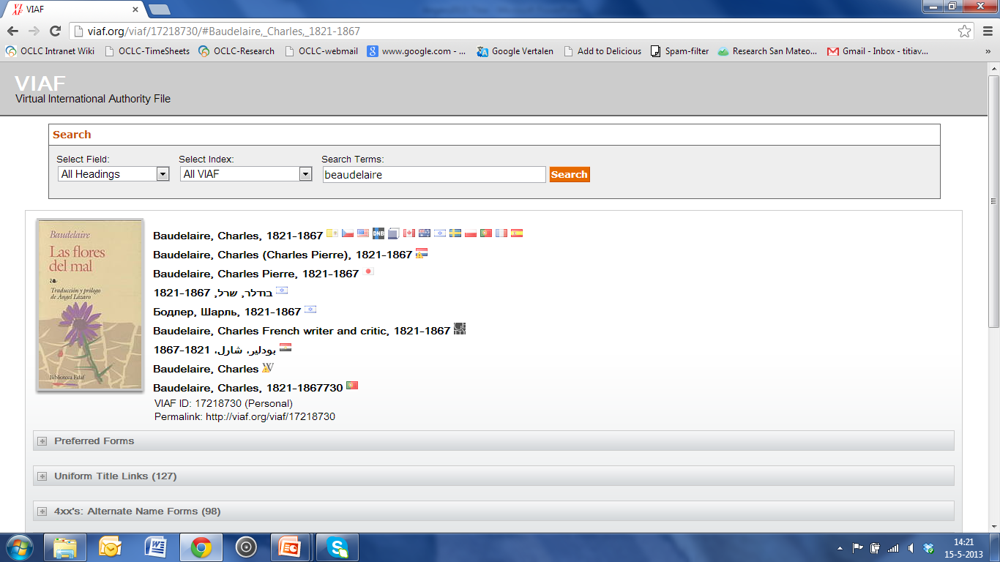 VIAF
viaf.org/viaf/17218730/#Baudelaire,_Charles,_1821-1867
OCLC Intranet Wiki OCLC-TimeSheets OCLC-Research OCLC-webmail www.google.com - ... Google Vertalen Add to Delicious Spam-filter Research San Mateo... Gmail - Inbox - titiav... »
VIAF
Virtual International Authority File
Search
Select Field: Select Index: Search Terms:
All Headings All VIAF beaudelaire Search
Baudelaire
Las flores
del mal
Traducción y prólogo
de Ángel Lázaro
Biblioteca Edaf
Baudelaire, Charles, 1821-1867 DNB
Baudelaire, Charles (Charles Pierre), 1821-1867
Baudelaire, Charles Pierre, 1821-1867
בודלר, שרל, 1821-1867
Бодлер, Шарль, 1821-1867
Baudelaire, Charles French writer and critic, 1821-1867
بودلير، شارل، 1821-1867
Baudelaire, Charles
Baudelaire, Charles, 1821-1867730
VIAF ID: 17218730 (Personal)
Permalink: http://viaf.org/viaf/17218730
Preferred Forms
Uniform Title Links (127)
4xx's: Alternate Name Forms (98)
14:21
15-5-2013